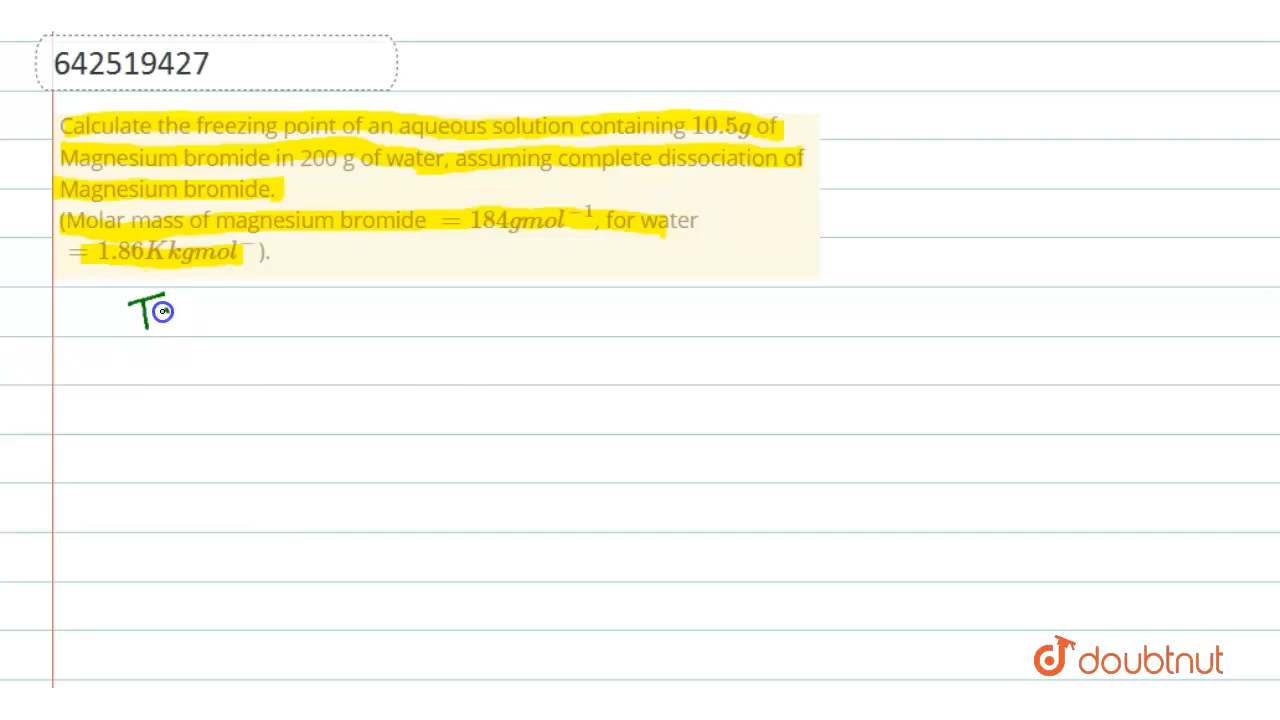 642519427
Calculate the freezing point of an aqueous solution containing 10.5g of
Magnesium bromide in 200 g of water, assuming complete dissociation of
Magnesium bromide.
(Molar mass of magnesium bromide = 184gmol⁻¹, for water
= 1.86Kkgmol⁻).
T
doubtnut